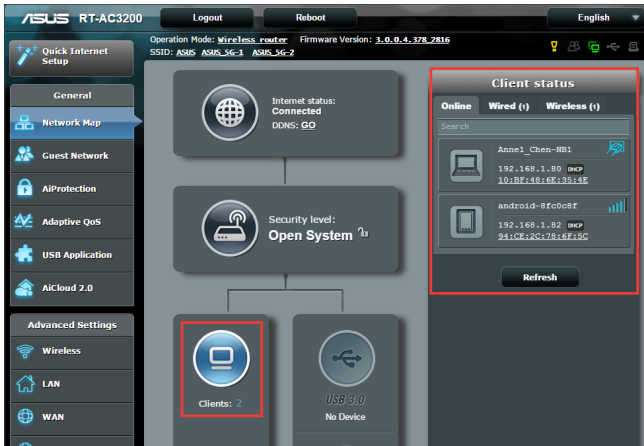 ASUS RT-AC3200 Logout Reboot English
Operation Mode: Wireless router Firmware Version: 3.0.0.4.378_2816
SSID: ASUS ASUS_5G-1 ASUS_5G-2
Quick Internet
Setup
General
Network Map
Guest Network
AiProtection
Adaptive QoS
USB Application
AiCloud 2.0
Advanced Settings
Wireless
LAN
WAN
Internet status:
Connected
DDNS: GO
Security level:
Open System
Clients: 2
USB 3.0
No Device
Client status
Online Wired (1) Wireless (1)
Search
Anne1_Chen-NB1
192.168.1.80 DHCP
10:BF:48:6E:35:4E
android-8fc0c8f
192.168.1.82 DHCP
94:CE:2C:78:6F:5C
Refresh